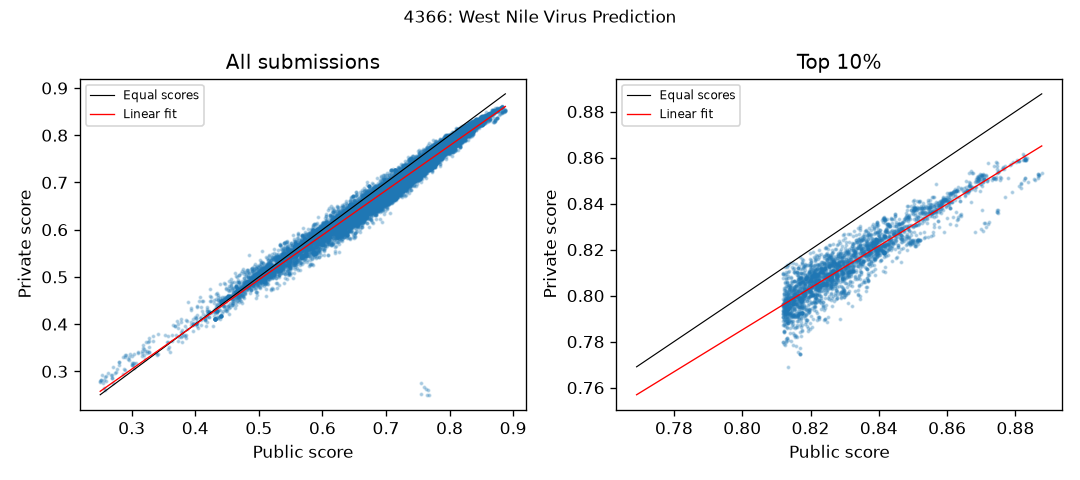 4366: West Nile Virus Prediction
All submissions
Equal scores
Linear fit
0.9
0.8
0.7
0.6
0.5
0.4
0.3
Private score
0.3 0.4 0.5 0.6 0.7 0.8 0.9
Public score
Top 10%
Equal scores
Linear fit
0.88
0.86
0.84
0.82
0.80
0.78
0.76
Private score
0.78 0.80 0.82 0.84 0.86 0.88
Public score